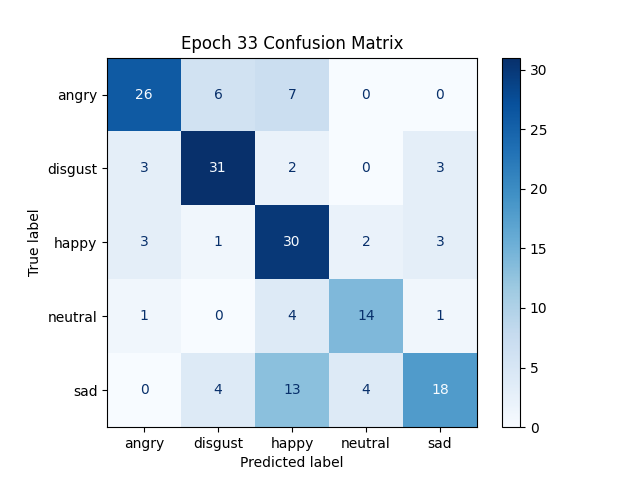 Epoch 33 Confusion Matrix
angry 26 6 7 0 0
disgust 3 31 2 0 3
happy 3 1 30 2 3
neutral 1 0 4 14 1
sad 0 4 13 4 18
angry disgust happy neutral sad
Predicted label
True label
30
25
20
15
10
5
0